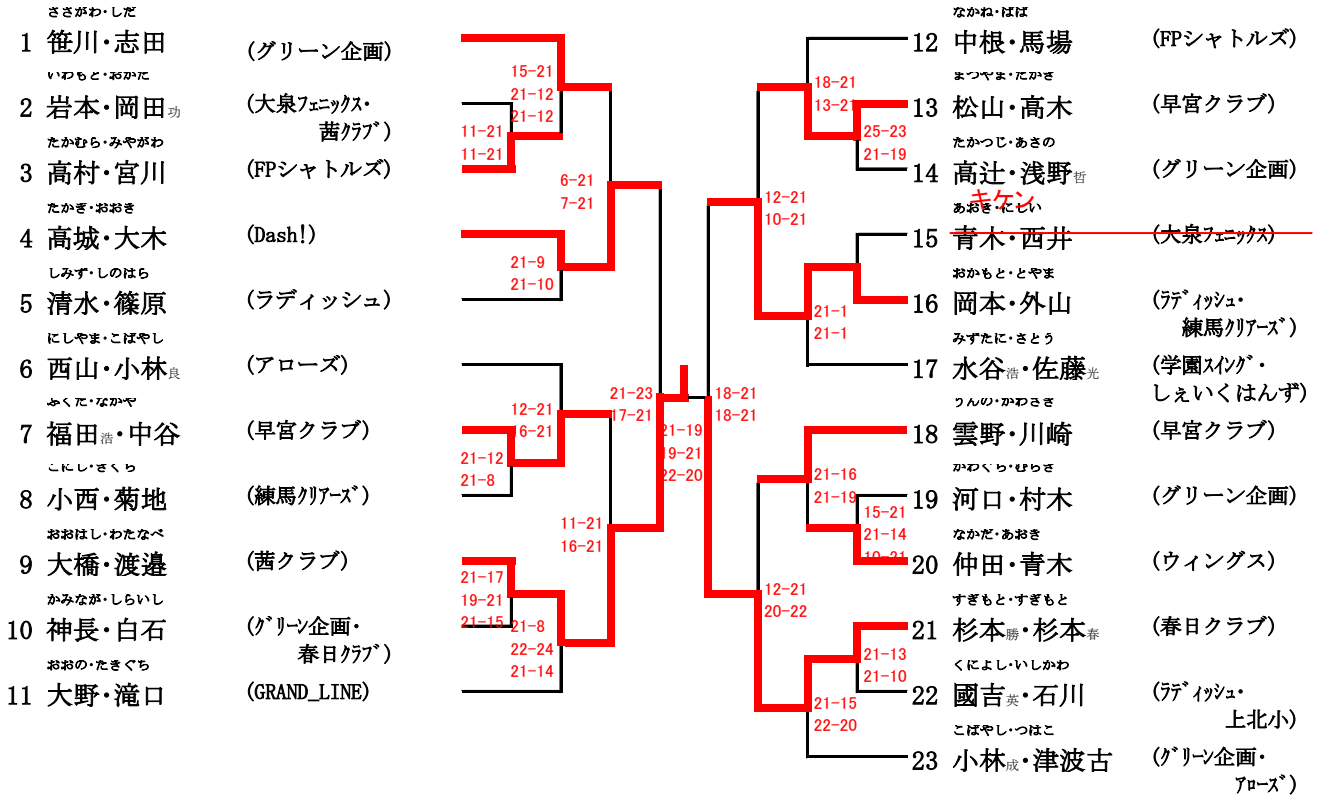 ささがわ・しだ
1 笹川・志田 (グリーン企画)
いわもと・おかだ
2 岩本・岡田功 (大泉フェニックス・
茜クラブ)
たかむら・みやがわ
3 高村・宮川 (FPシャトルズ)
たかぎ・おおき
4 高城・大木 (Dash!)
しみず・しのはら
5 清水・篠原 (ラディッシュ)
にしやま・こばやし
6 西山・小林良 (アローズ)
ふくだ・なかや
7 福田浩・中谷 (早宮クラブ)
こにし・きくち
8 小西・菊地 (練馬クリアーズ)
おおはし・わたなべ
9 大橋・渡邉 (茜クラブ)
かみなが・しらいし
10 神長・白石 (グリーン企画・
春日クラブ)
おおの・たきぐち
11 大野・滝口 (GRAND_LINE)
15-21
21-12
21-12
11-21
11-21
6-21
7-21
21-9
21-10
12-21
16-21
21-12
21-8
11-21
16-21
21-17
19-21
21-15
21-8
22-24
21-14
21-23
17-21
21-19
19-21
22-20
18-21
18-21
18-21
13-21
25-23
21-19
12-21
10-21
21-1
21-1
21-16
21-19
15-21
21-14
19-21
12-21
20-22
21-13
21-10
21-15
22-20
なかね・ばば
12 中根・馬場 (FPシャトルズ)
まつやま・たかぎ
13 松山・高木 (早宮クラブ)
たかつじ・あさの
14 高辻・浅野哲 (グリーン企画)
キケン
あおき・にしい
15 青木・西井 (大泉フェニックス)
おかもと・とやま
16 岡本・外山 (ラディッシュ・
練馬クリアーズ)
みずたに・さとう
17 水谷浩・佐藤光 (学園スイング・
しぇいくはんず)
うんの・かわさき
18 雲野・川崎 (早宮クラブ)
かわぐち・むらき
19 河口・村木 (グリーン企画)
なかだ・あおき
20 仲田・青木 (ウィングス)
すぎもと・すぎもと
21 杉本勝・杉本春 (春日クラブ)
くによし・いしかわ
22 國吉英・石川 (ラディッシュ・
上北小)
こばやし・つはこ
23 小林成・津波古 (グリーン企画・
アローズ)